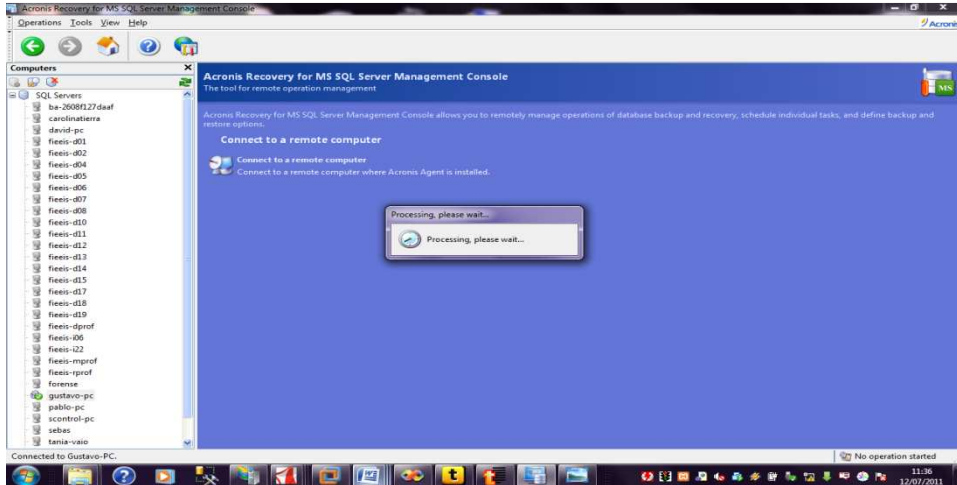 Acronis Recovery for MS SQL Server Management Console
Operations Tools View Help
Acronis
Computers
SQL Servers
ba-2608f127daaf
carolinatierra
david-pc
fieeis-d01
fieeis-d02
fieeis-d04
fieeis-d05
fieeis-d06
fieeis-d07
fieeis-d08
fieeis-d10
fieeis-d11
fieeis-d12
fieeis-d13
fieeis-d14
fieeis-d15
fieeis-d17
fieeis-d18
fieeis-d19
fieeis-dprof
fieeis-i06
fieeis-i22
fieeis-mprof
fieeis-rprof
forense
gustavo-pc
pablo-pc
scontrol-pc
sebas
tania-vaio
Acronis Recovery for MS SQL Server Management Console
The tool for remote operation management
MS
Acronis Recovery for MS SQL Server Management Console allows you to remotely manage operations of database backup and recovery, schedule individual tasks, and define backup and
restore options.
Connect to a remote computer
Connect to a remote computer
Connect to a remote computer where Acronis Agent is installed.
Processing, please wait...
Processing, please wait...
Connected to Gustavo-PC.
No operation started
11:36
12/07/2011